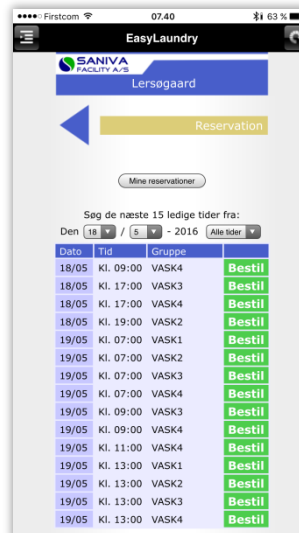 Firstcom 07.40 63 %
EasyLaundry
SANIVA
FACILITY A/S
Lersøgaard
Reservation
Mine reservationer
Søg de næste 15 ledige tider fra:
Den 18 / 5 - 2016 Alle tider
Dato Tid Gruppe
18/05 Kl. 09:00 VASK4 Bestil
18/05 Kl. 17:00 VASK3 Bestil
18/05 Kl. 17:00 VASK4 Bestil
18/05 Kl. 19:00 VASK2 Bestil
19/05 Kl. 07:00 VASK1 Bestil
19/05 Kl. 07:00 VASK2 Bestil
19/05 Kl. 07:00 VASK3 Bestil
19/05 Kl. 07:00 VASK4 Bestil
19/05 Kl. 09:00 VASK3 Bestil
19/05 Kl. 09:00 VASK4 Bestil
19/05 Kl. 11:00 VASK4 Bestil
19/05 Kl. 13:00 VASK1 Bestil
19/05 Kl. 13:00 VASK2 Bestil
19/05 Kl. 13:00 VASK3 Bestil
19/05 Kl. 13:00 VASK4 Bestil